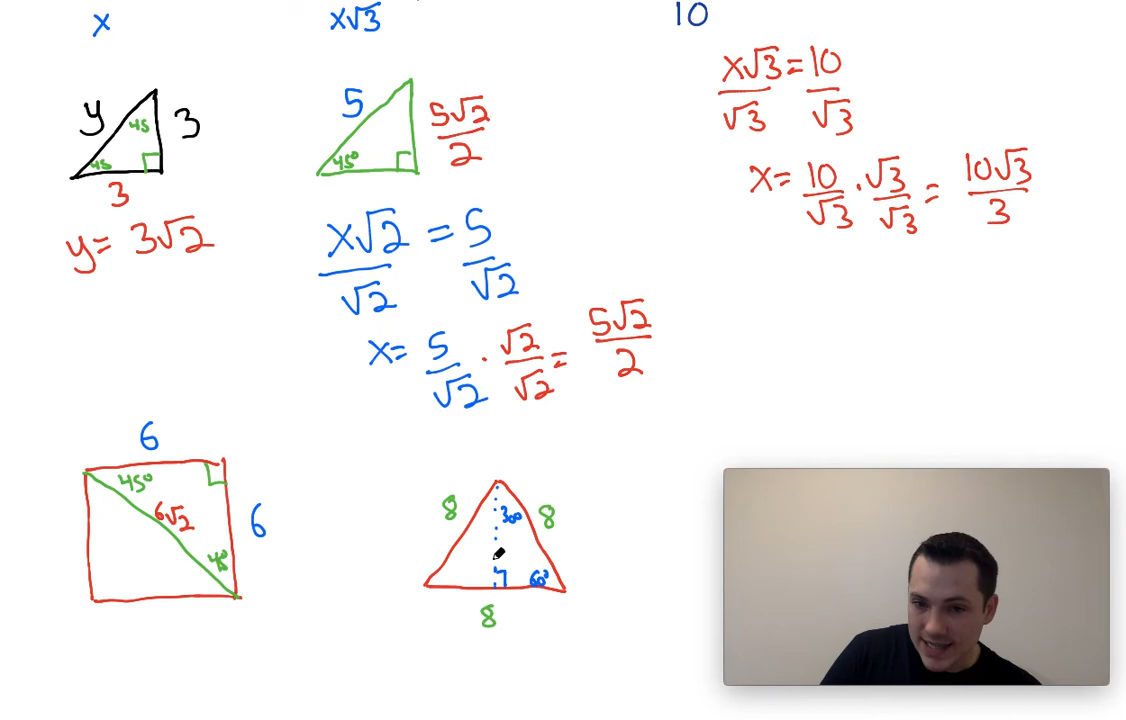 x
x√3
10
x√3 = 10
√3 √3
y
45
45
3
3
5
45°
5√2
2
x = 10/√3 · √3/√3 = 10√3/3
y = 3√2
x√2 = 5
√2 √2
x = 5/√2 · √2/√2 = 5√2/2
6
45°
6√2
45°
6
8
30°
8
60°
8